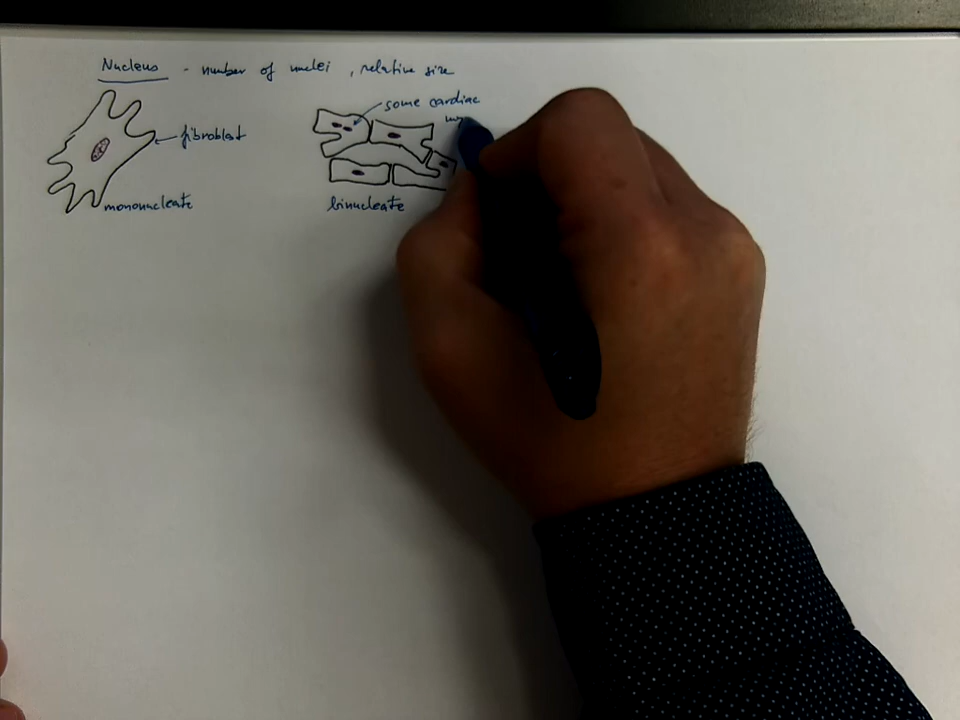 Nucleus - number of nuclei, relative size
some cardiac
fibroblast
mononucleate
binucleate